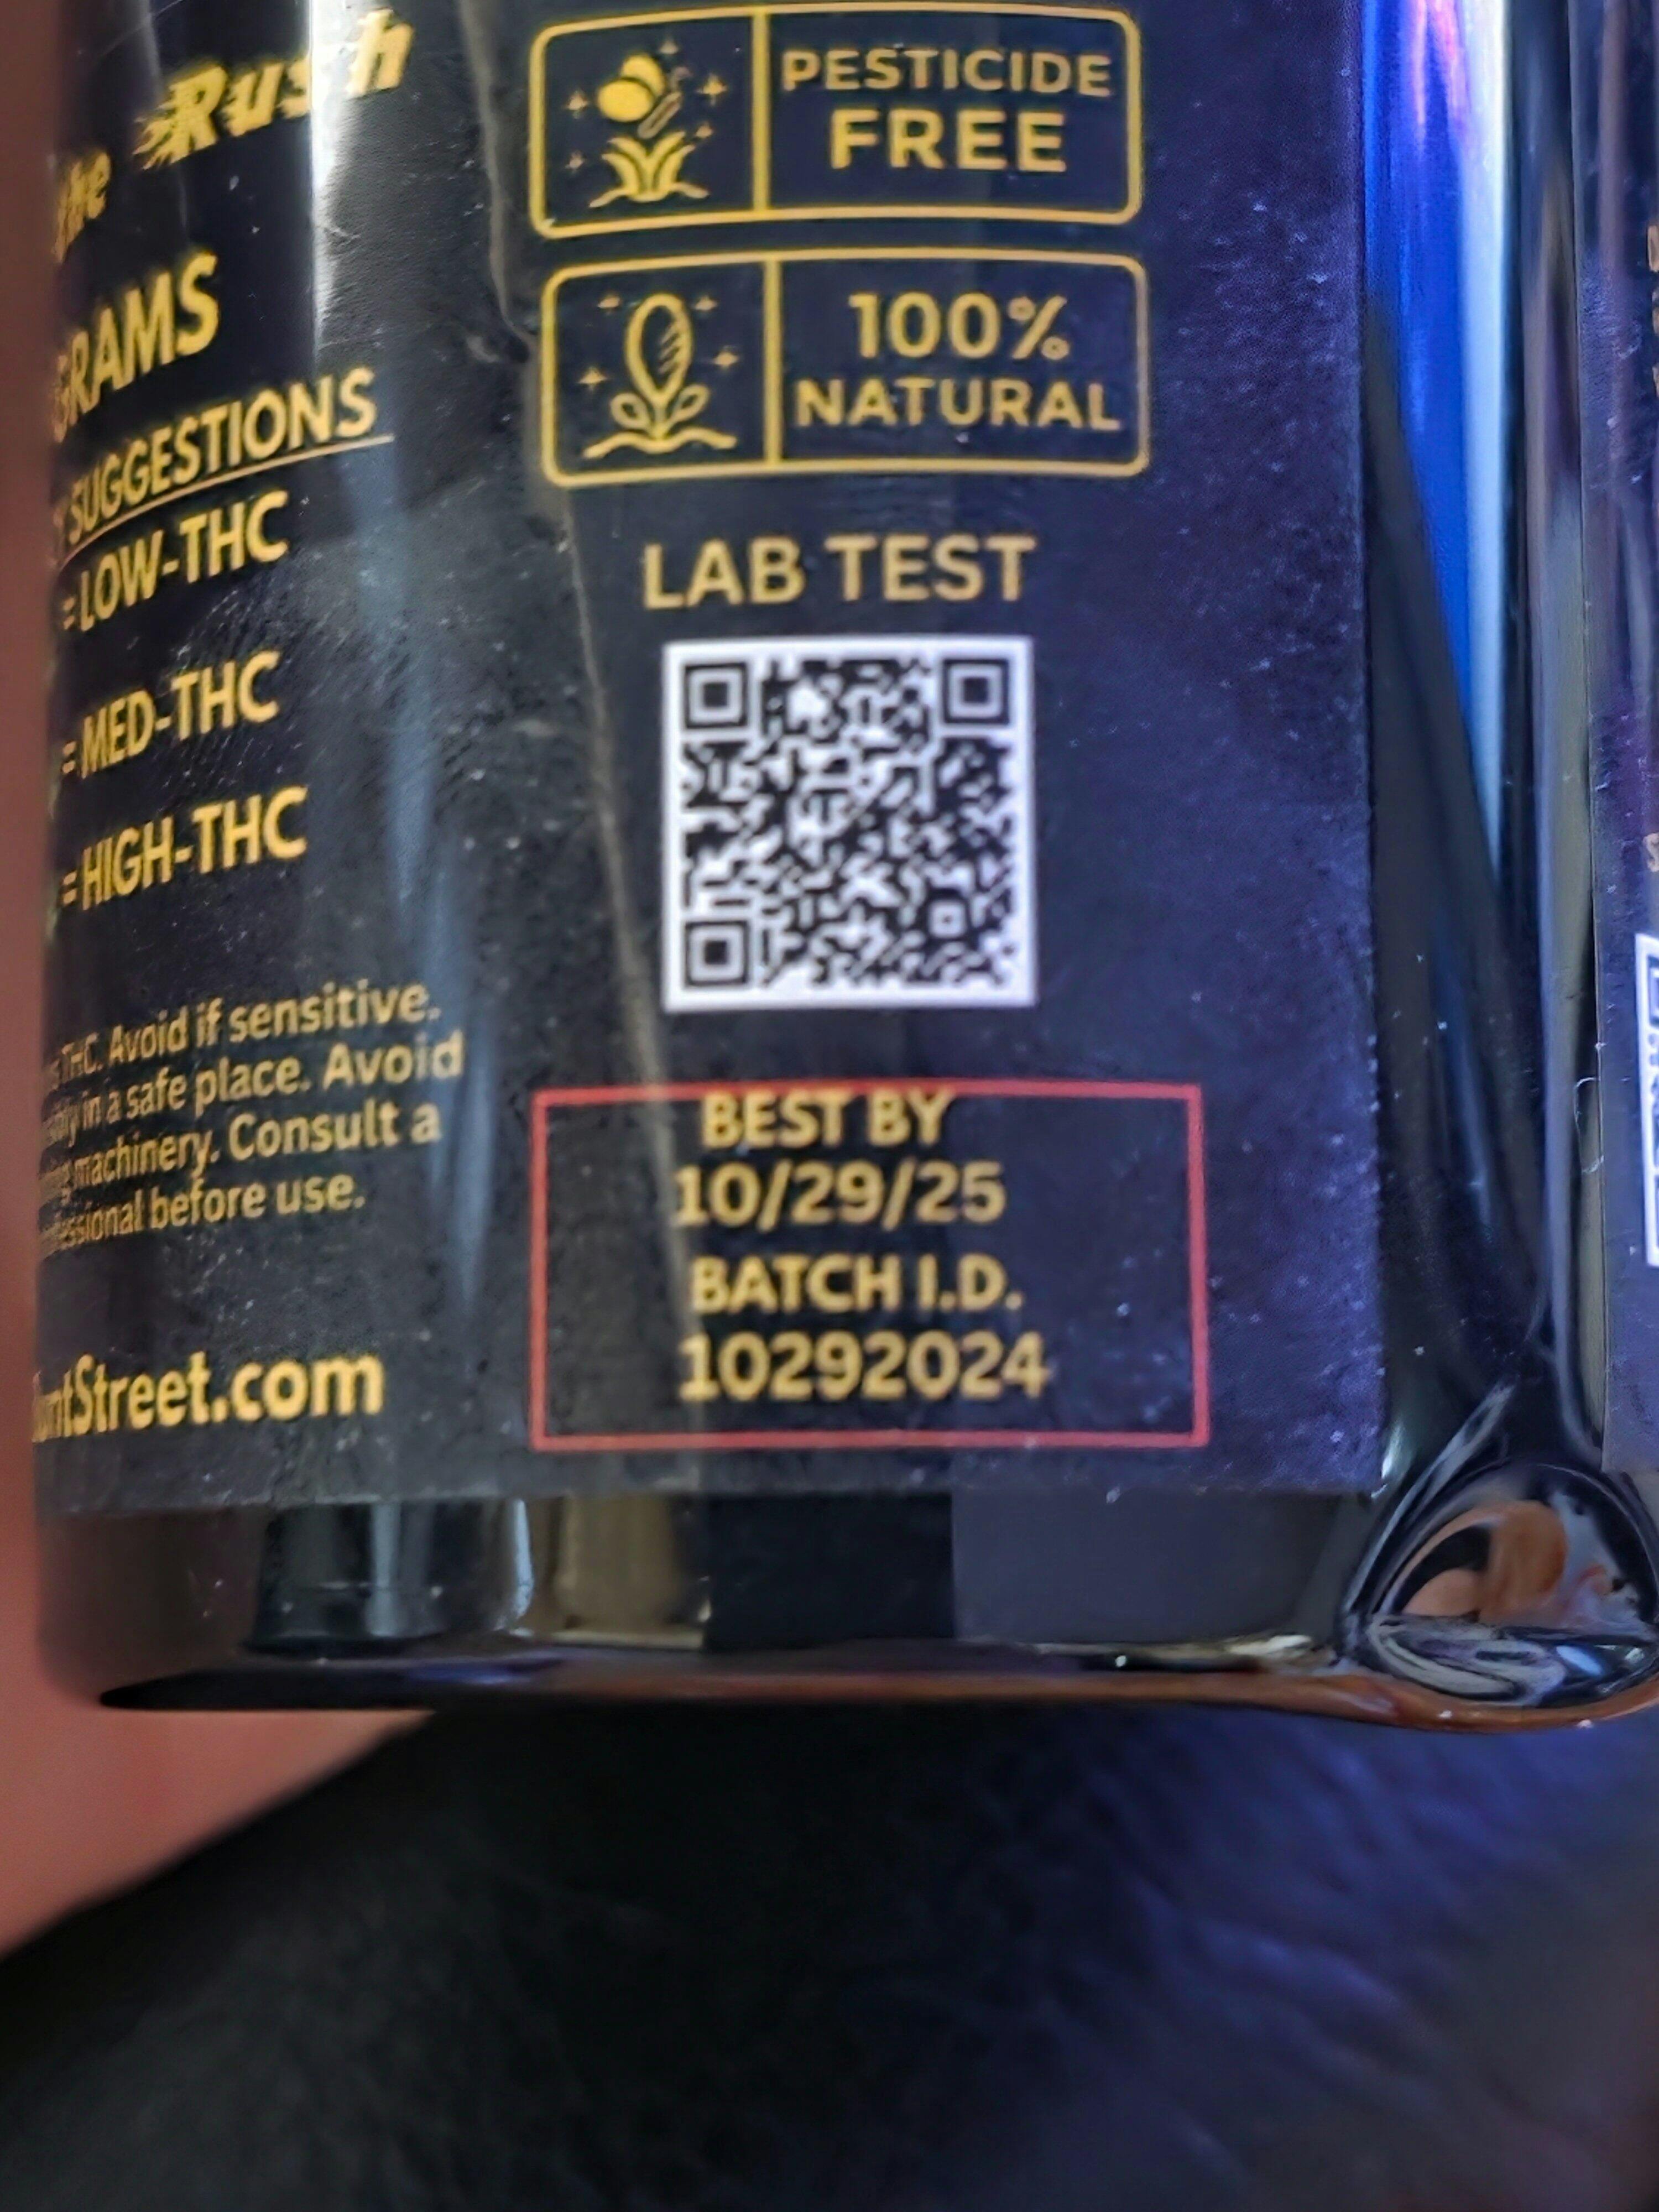 the Rush
GRAMS
SUGGESTIONS
= LOW-THC
= MED-THC
= HIGH-THC
THC. Avoid if sensitive.
in a safe place. Avoid
machinery. Consult a
before use.
Street.com
PESTICIDE
FREE
100%
NATURAL
LAB TEST
BEST BY
10/29/25
BATCH I.D.
10292024